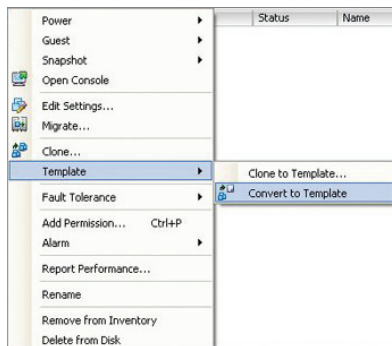 Status Name
Power
Guest
Snapshot
Open Console
Edit Settings...
Migrate...
Clone...
Template
Clone to Template...
Convert to Template
Fault Tolerance
Add Permission... Ctrl+P
Alarm
Report Performance...
Rename
Remove from Inventory
Delete from Disk